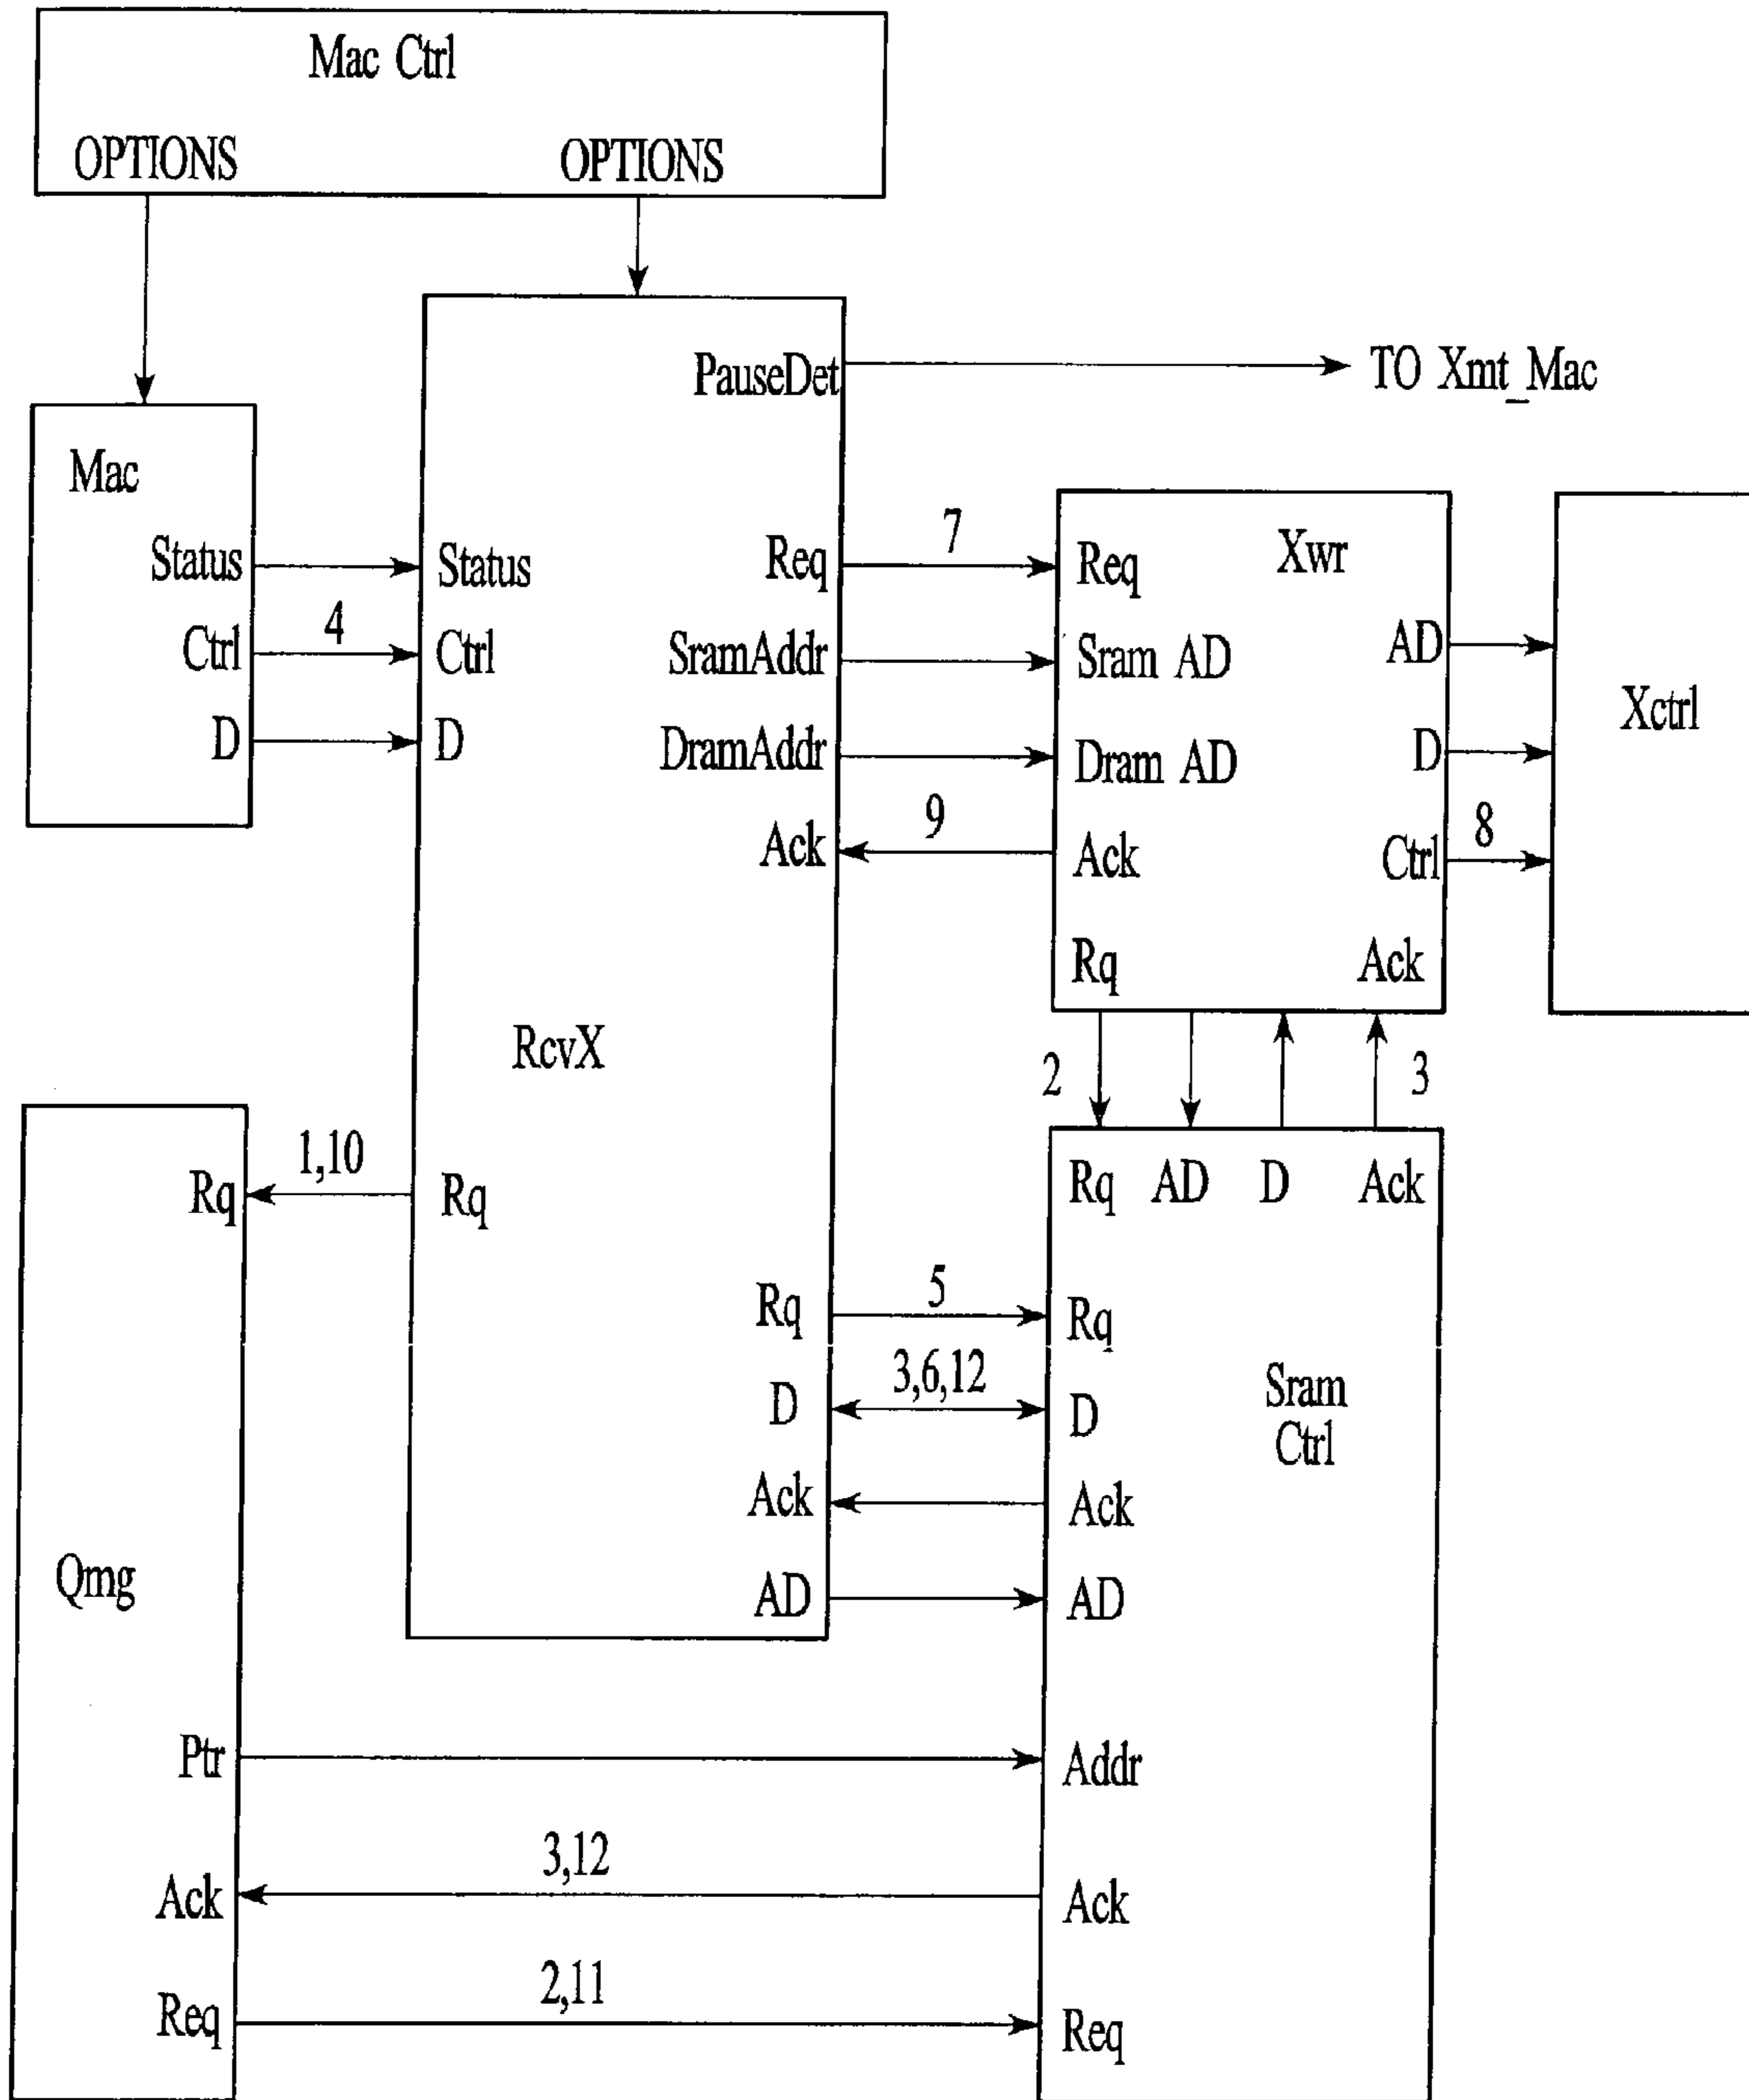 Mac Ctrl
OPTIONS OPTIONS
PauseDet TO Xmt_Mac
Mac
Status Status Req 7 Req Xwr
Ctrl 4 Ctrl SramAddr Sram AD AD
D D DramAddr Dram AD D Xctrl
Ack 9 Ack Ctrl 8
Rq Ack
RcvX 2 3
Rq 1,10 Rq Rq AD D Ack
Rq 5 Rq
D 3,6,12 D Sram
Ctrl
Ack Ack
Qmg AD AD
Ptr Addr
Ack 3,12 Ack
Req 2,11 Req